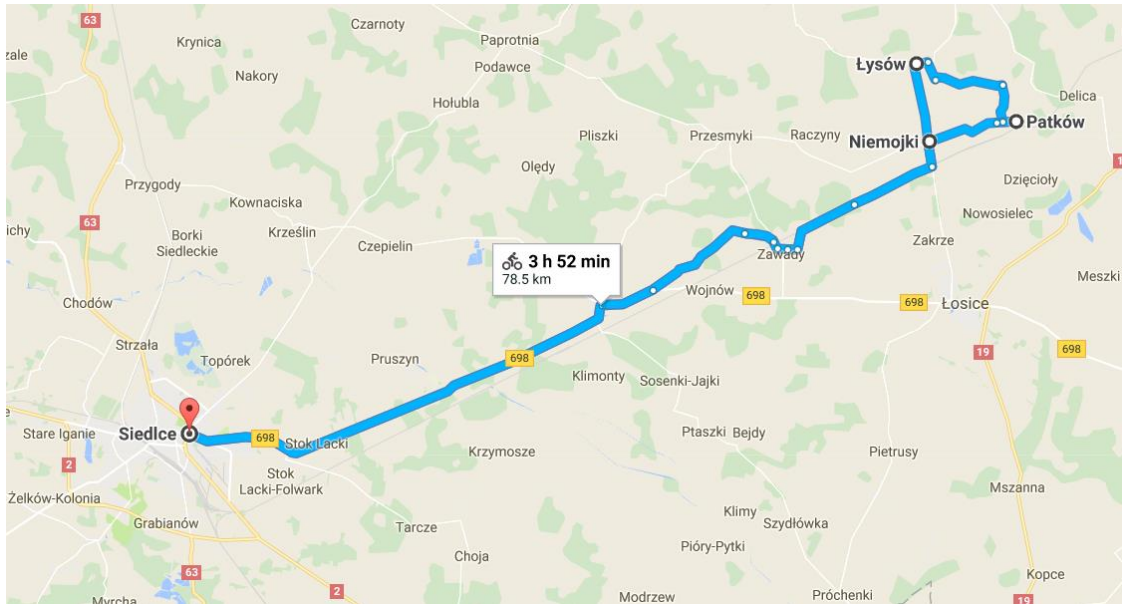 63
Czarnoty
Krynica
Paprotnia
Łysów
zale
Podawce
Nakory
Delica
Hołubla
Patków
Pliszki
Przesmyki
Raczyny
Niemojki
Olędy
Przygody
Dzięcioły
Kownaciska
Nowosielec
63
Krześlin
ichy
Borki
Siedleckie
Czepielin
Zakrze
3 h 52 min
78.5 km
Zawady
Meszki
Wojnów
698
698
Łosice
Chodów
Strzała
Topórek
Pruszyn
698
19
698
Klimonty
Sosenki-Jajki
Siedlce
Stare Iganie
698
Stok Lacki
Ptaszki
Bejdy
Krzymosze
Pietrusy
2
Stok
Lacki-Folwark
Żelków-Kolonia
Mszanna
Grabianów
Tarcze
Klimy
Szydłówka
Choja
Pióry-Pytki
63
2
Kopce
Myrcha
Modrzew
Próchenki
19